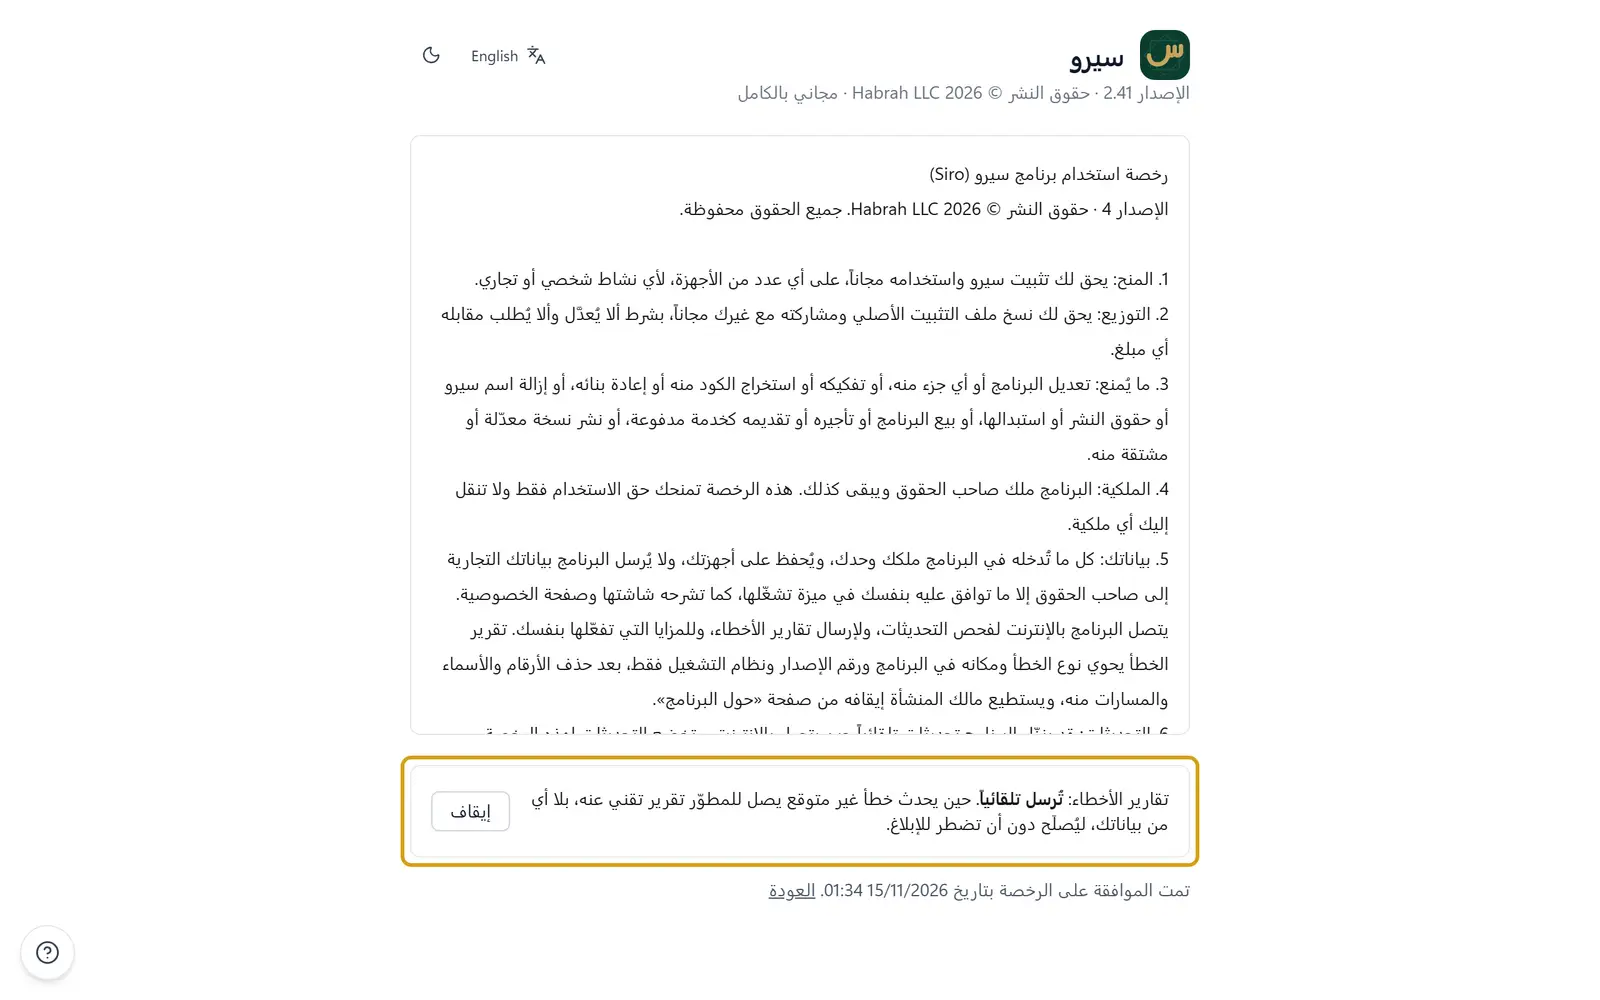 س
سيرو
English
الإصدار 2.41 · حقوق النشر © 2026 Habrah LLC · مجاني بالكامل
رخصة استخدام برنامج سيرو (Siro)
الإصدار 4 · حقوق النشر © 2026 Habrah LLC. جميع الحقوق محفوظة.
1. المنح: يحق لك تثبيت سيرو واستخدامه مجاناً، على أي عدد من الأجهزة، لأي نشاط شخصي أو تجاري.
2. التوزيع: يحق لك نسخ ملف التثبيت الأصلي ومشاركته مع غيرك مجاناً، بشرط ألا يُعدَّل وألا يُطلب مقابله
أي مبلغ.
3. ما يُمنع: تعديل البرنامج أو أي جزء منه، أو تفكيكه أو استخراج الكود منه أو إعادة بنائه، أو إزالة اسم سيرو
أو حقوق النشر أو استبدالها، أو بيع البرنامج أو تأجيره أو تقديمه كخدمة مدفوعة، أو نشر نسخة معدّلة أو
مشتقة منه.
4. الملكية: البرنامج ملك صاحب الحقوق ويبقى كذلك. هذه الرخصة تمنحك حق الاستخدام فقط ولا تنقل
إليك أي ملكية.
5. بياناتك: كل ما تُدخله في البرنامج ملكك وحدك، ويُحفظ على أجهزتك، ولا يُرسل البرنامج بياناتك التجارية
إلى صاحب الحقوق إلا ما توافق عليه بنفسك في ميزة تشغّلها، كما تشرحه شاشتها وصفحة الخصوصية.
يتصل البرنامج بالإنترنت لفحص التحديثات، ولإرسال تقارير الأخطاء، وللمزايا التي تفعّلها بنفسك. تقرير
الخطأ يحوي نوع الخطأ ومكانه في البرنامج ورقم الإصدار ونظام التشغيل فقط، بعد حذف الأرقام والأسماء
والمسارات منه، ويستطيع مالك المنشأة إيقافه من صفحة «حول البرنامج».
تقارير الأخطاء: تُرسل تلقائياً. حين يحدث خطأ غير متوقع يصل للمطوّر تقرير تقني عنه، بلا أي
من بياناتك، ليُصلَح دون أن تضطر للإبلاغ.
إيقاف
تمت الموافقة على الرخصة بتاريخ 15/11/2026 01:34. العودة